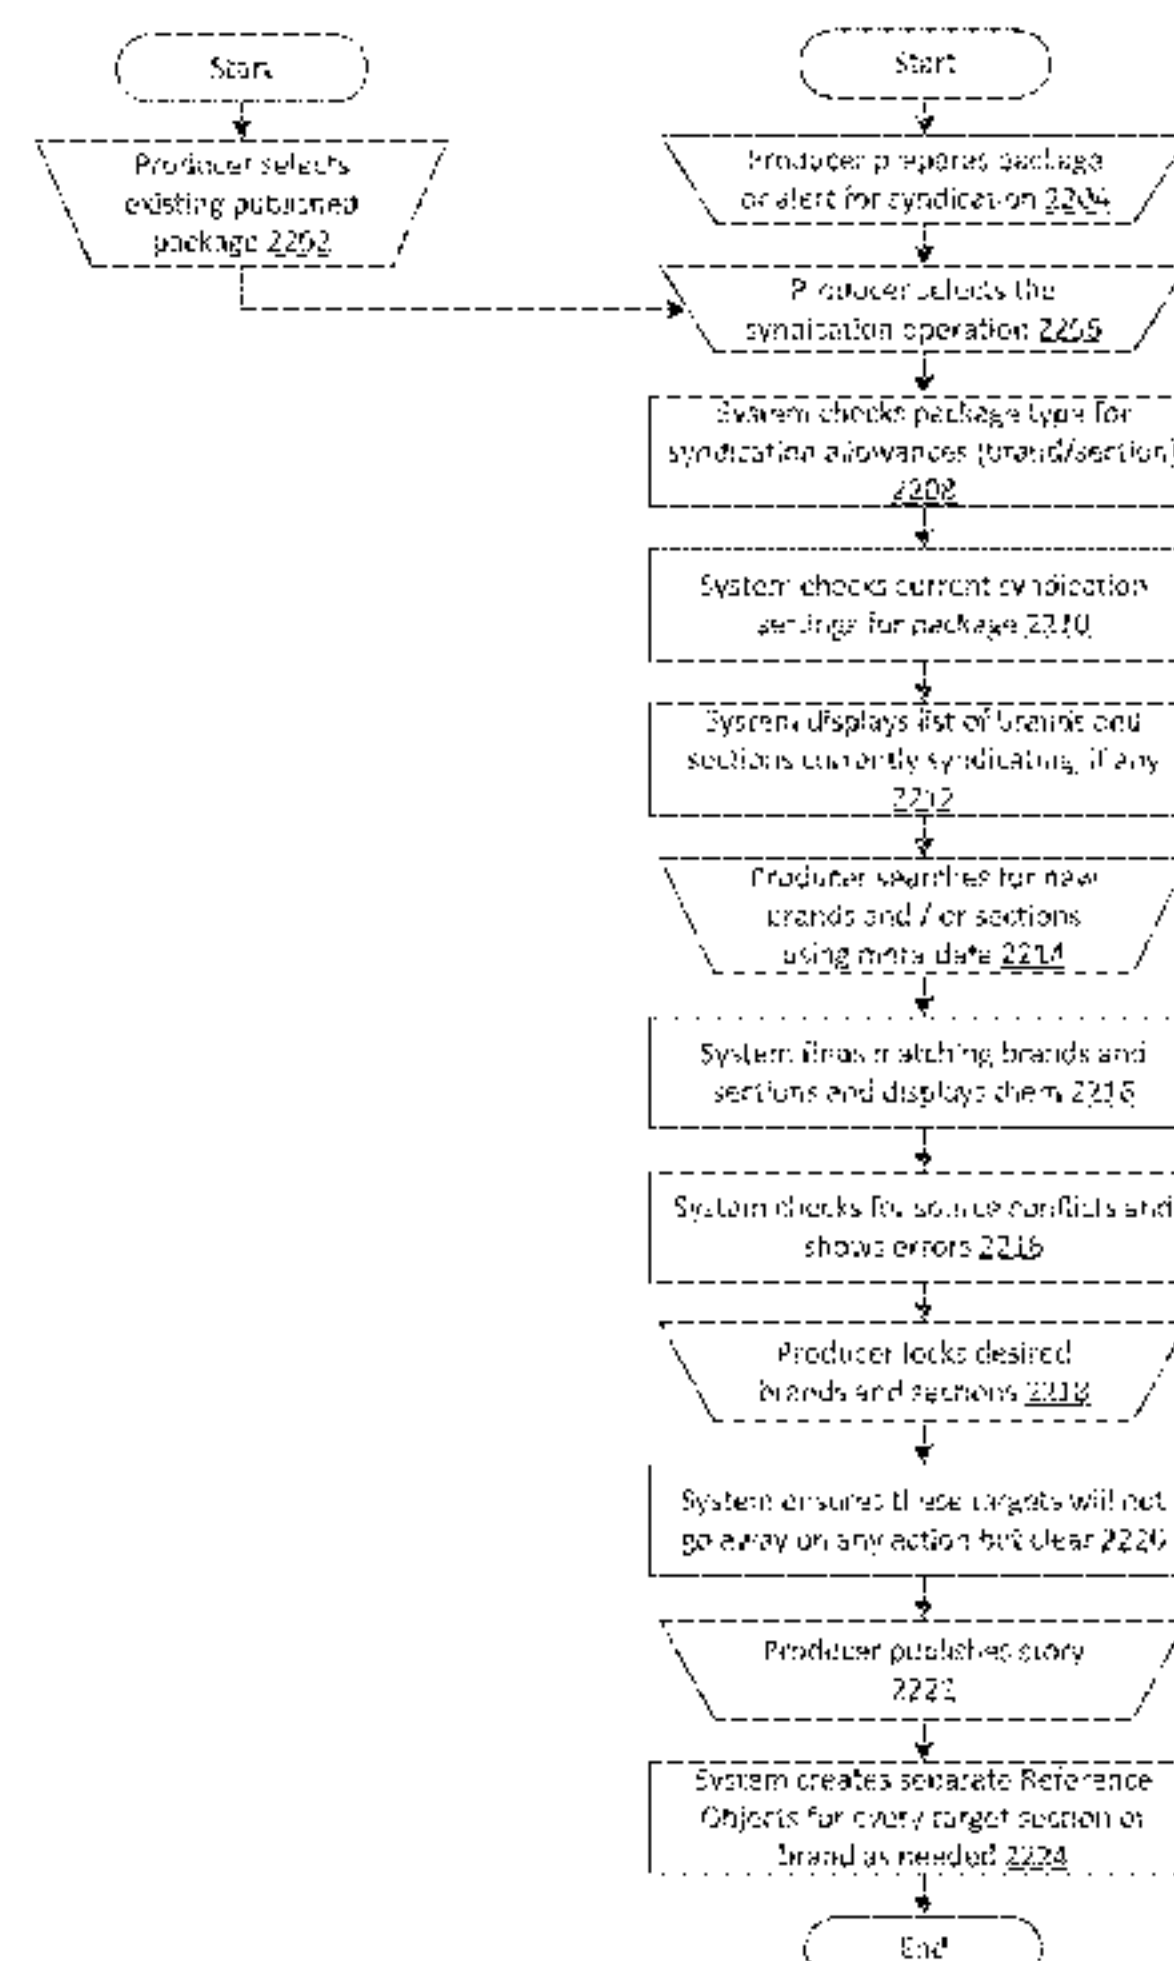 Start
Producer selects
existing published
package 2202
Start
Producer prepares package
or alert for syndication 2204
Producer selects the
syndication operation 2206
System checks package type for
syndication allowances (brand/section)
2208
System checks current syndication
settings for package 2210
System displays list of brands and
sections currently syndicating, if any
2212
Producer searches for new
brands and / or sections
using meta data 2214
System finds matching brands and
sections and displays them 2216
System checks for source conflicts and
shows errors 2216
Producer locks desired
brands and sections 2218
System ensures these targets will not
go away on any action but clear 2220
Producer publishes story
2222
System creates separate Reference
Objects for every target section or
brand as needed 2224
End